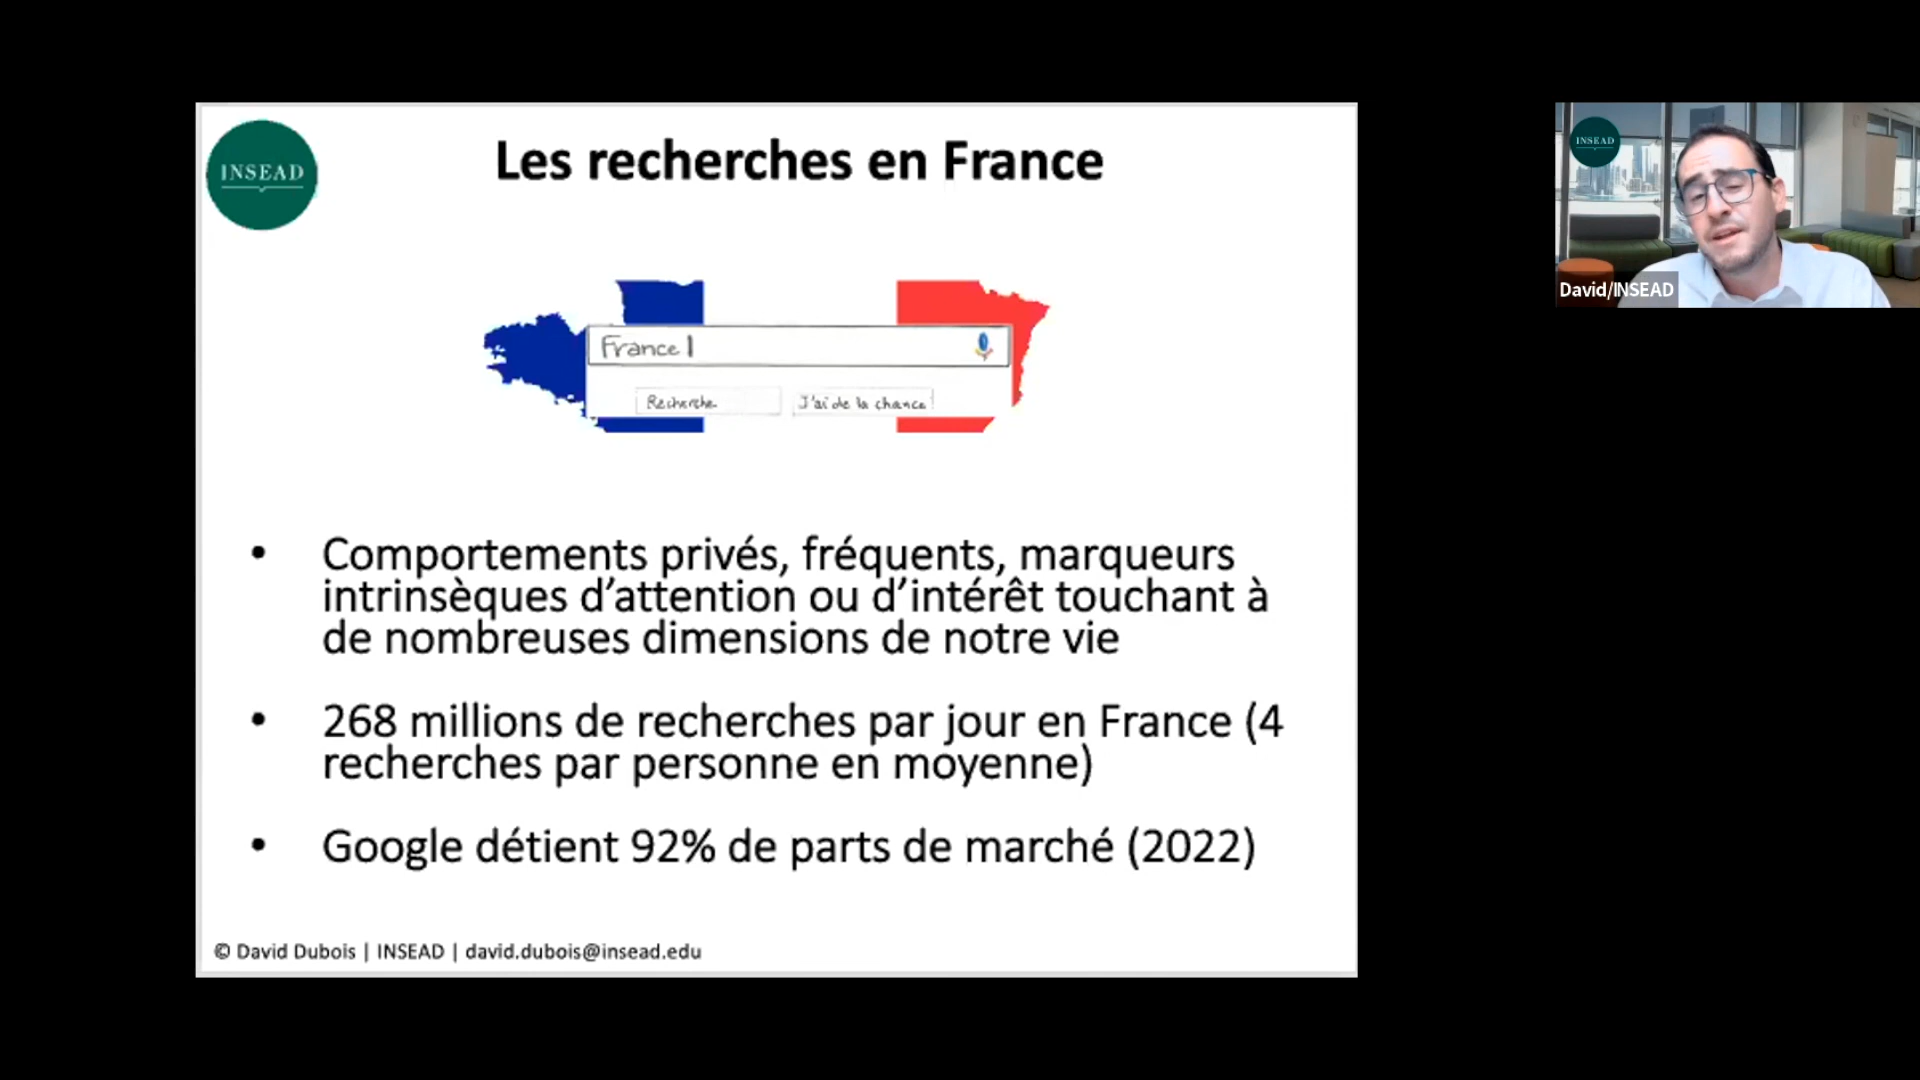 INSEAD
Les recherches en France
France
Recherche
J'ai de la chance
• Comportements privés, fréquents, marqueurs
intrinsèques d'attention ou d'intérêt touchant à
de nombreuses dimensions de notre vie
• 268 millions de recherches par jour en France (4
recherches par personne en moyenne)
• Google détient 92% de parts de marché (2022)
© David Dubois | INSEAD | david.dubois@insead.edu
INSEAD
David/INSEAD